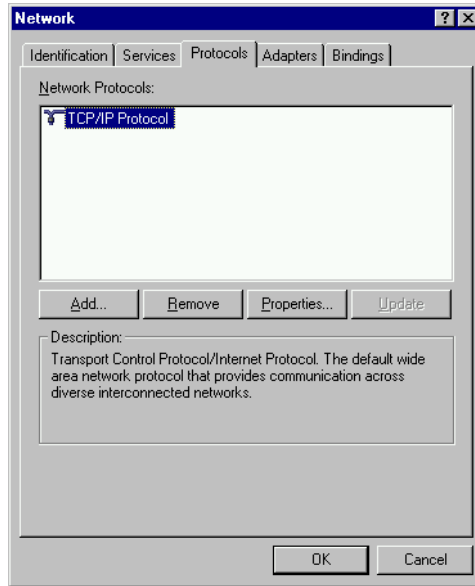 Network
Identification Services Protocols Adapters Bindings
Network Protocols:
TCP/IP Protocol
Add... Remove Properties... Update
Description:
Transport Control Protocol/Internet Protocol. The default wide
area network protocol that provides communication across
diverse interconnected networks.
OK Cancel